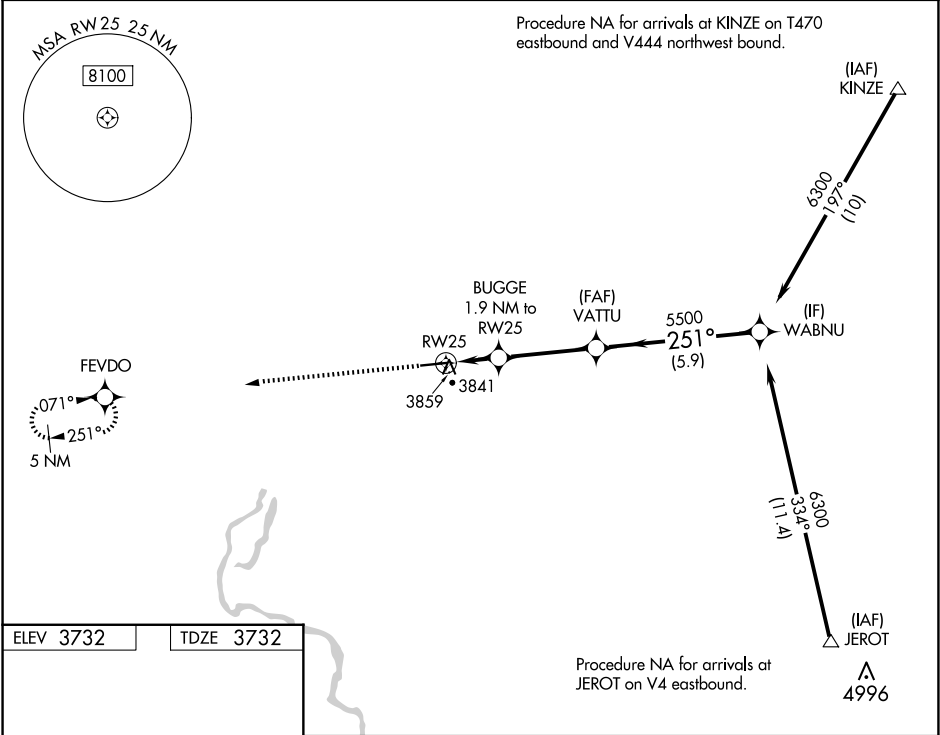 MSA RW25 25 NM
8100
Procedure NA for arrivals at KINZE on T470
eastbound and V444 northwest bound.
(IAF)
KINZE
6300
197°
(10)
BUGGE
1.9 NM to
RW25
(FAF)
VATTU
5500
251°
(5.9)
(IF)
WABNU
RW25
3841
3859
FEVDO
071°
251°
5 NM
6300
334°
(11.4)
(IAF)
JEROT
4996
Procedure NA for arrivals at
JEROT on V4 eastbound.
ELEV 3732
TDZE 3732